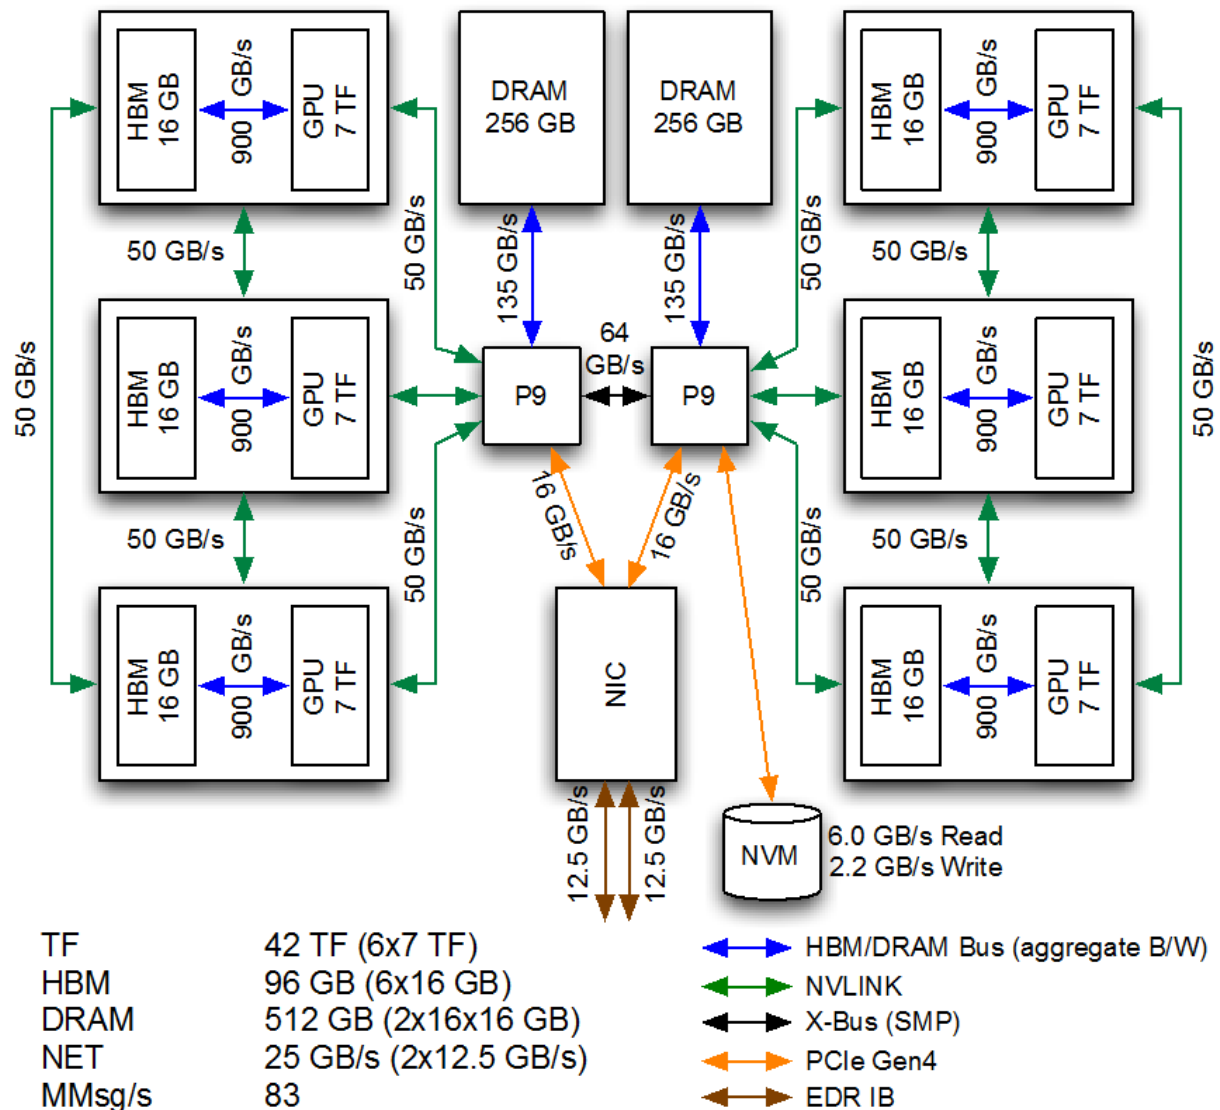 HBM
16 GB
900 GB/s
GPU
7 TF
DRAM
256 GB
DRAM
256 GB
HBM
16 GB
900 GB/s
GPU
7 TF
50 GB/s
50 GB/s
135 GB/s
135 GB/s
50 GB/s
50 GB/s
50 GB/s
HBM
16 GB
900 GB/s
GPU
7 TF
P9
64
GB/s
P9
HBM
16 GB
900 GB/s
GPU
7 TF
50 GB/s
50 GB/s
50 GB/s
16 GB/s
16 GB/s
50 GB/s
50 GB/s
HBM
16 GB
900 GB/s
GPU
7 TF
NIC
HBM
16 GB
900 GB/s
GPU
7 TF
12.5 GB/s
12.5 GB/s
NVM
6.0 GB/s Read
2.2 GB/s Write
TF 42 TF (6x7 TF)
HBM 96 GB (6x16 GB)
DRAM 512 GB (2x16x16 GB)
NET 25 GB/s (2x12.5 GB/s)
MMsg/s 83
HBM/DRAM Bus (aggregate B/W)
NVLINK
X-Bus (SMP)
PCIe Gen4
EDR IB